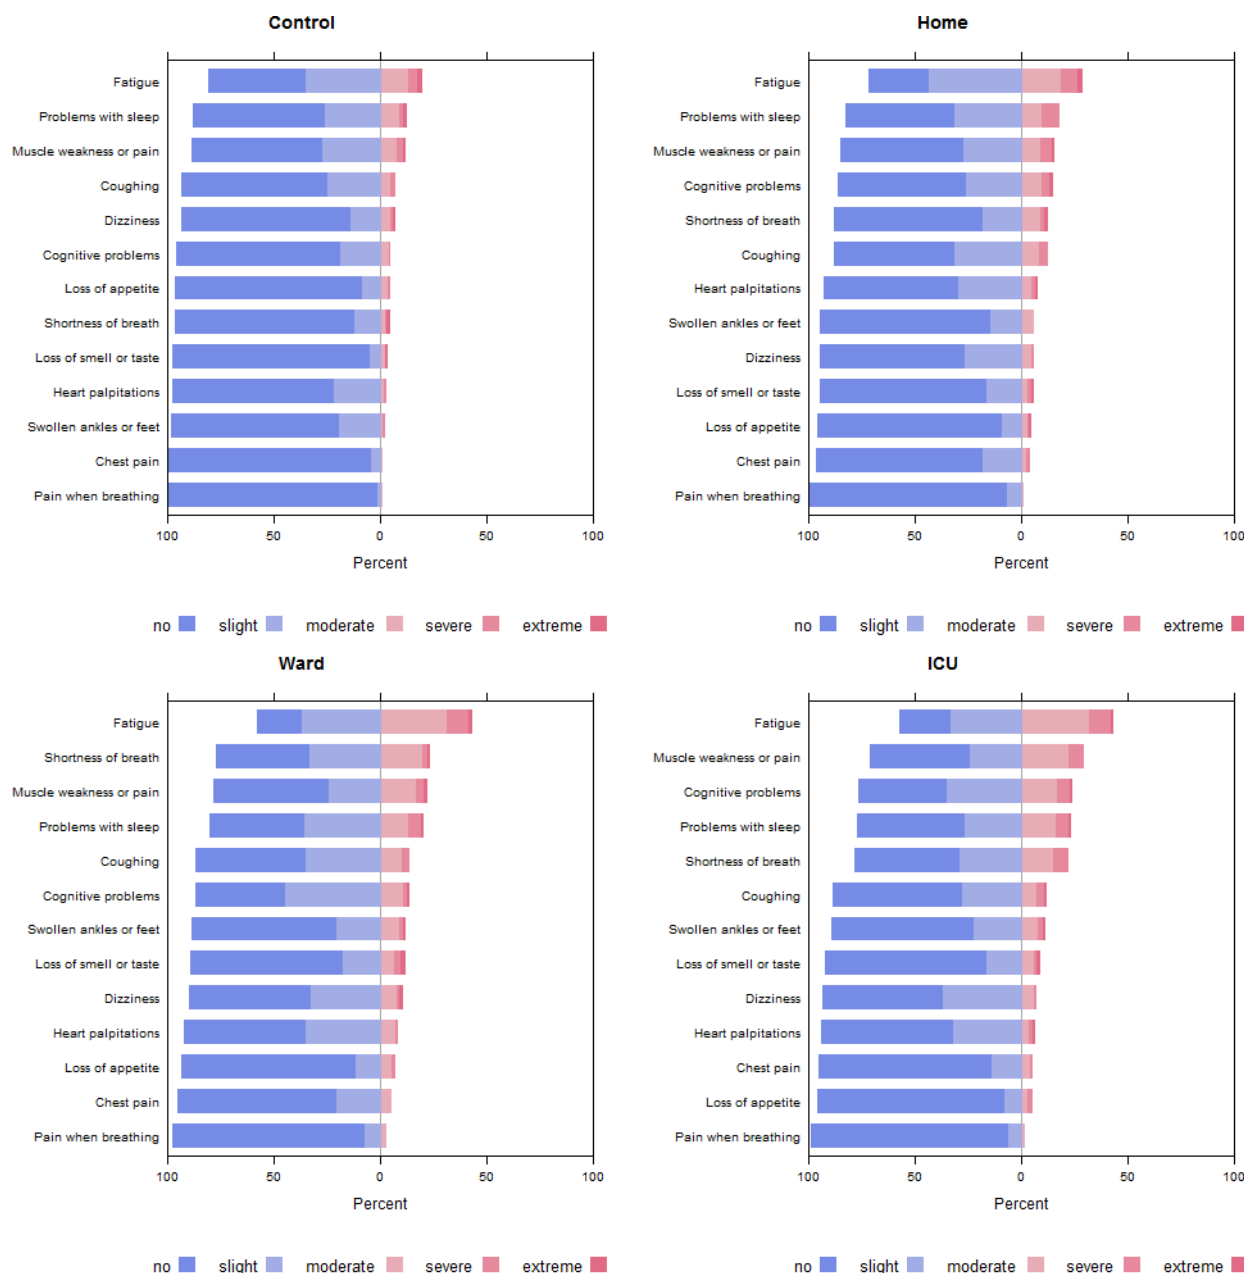 Control
Fatigue
Problems with sleep
Muscle weakness or pain
Coughing
Dizziness
Cognitive problems
Loss of appetite
Shortness of breath
Loss of smell or taste
Heart palpitations
Swollen ankles or feet
Chest pain
Pain when breathing
100 50 0 50 100
Percent
no slight moderate severe extreme
Home
Fatigue
Problems with sleep
Muscle weakness or pain
Cognitive problems
Shortness of breath
Coughing
Heart palpitations
Swollen ankles or feet
Dizziness
Loss of smell or taste
Loss of appetite
Chest pain
Pain when breathing
100 50 0 50 100
Percent
no slight moderate severe extreme
Ward
Fatigue
Shortness of breath
Muscle weakness or pain
Problems with sleep
Coughing
Cognitive problems
Swollen ankles or feet
Loss of smell or taste
Dizziness
Heart palpitations
Loss of appetite
Chest pain
Pain when breathing
100 50 0 50 100
Percent
no slight moderate severe extreme
ICU
Fatigue
Muscle weakness or pain
Cognitive problems
Problems with sleep
Shortness of breath
Coughing
Swollen ankles or feet
Loss of smell or taste
Dizziness
Heart palpitations
Chest pain
Loss of appetite
Pain when breathing
100 50 0 50 100
Percent
no slight moderate severe extreme